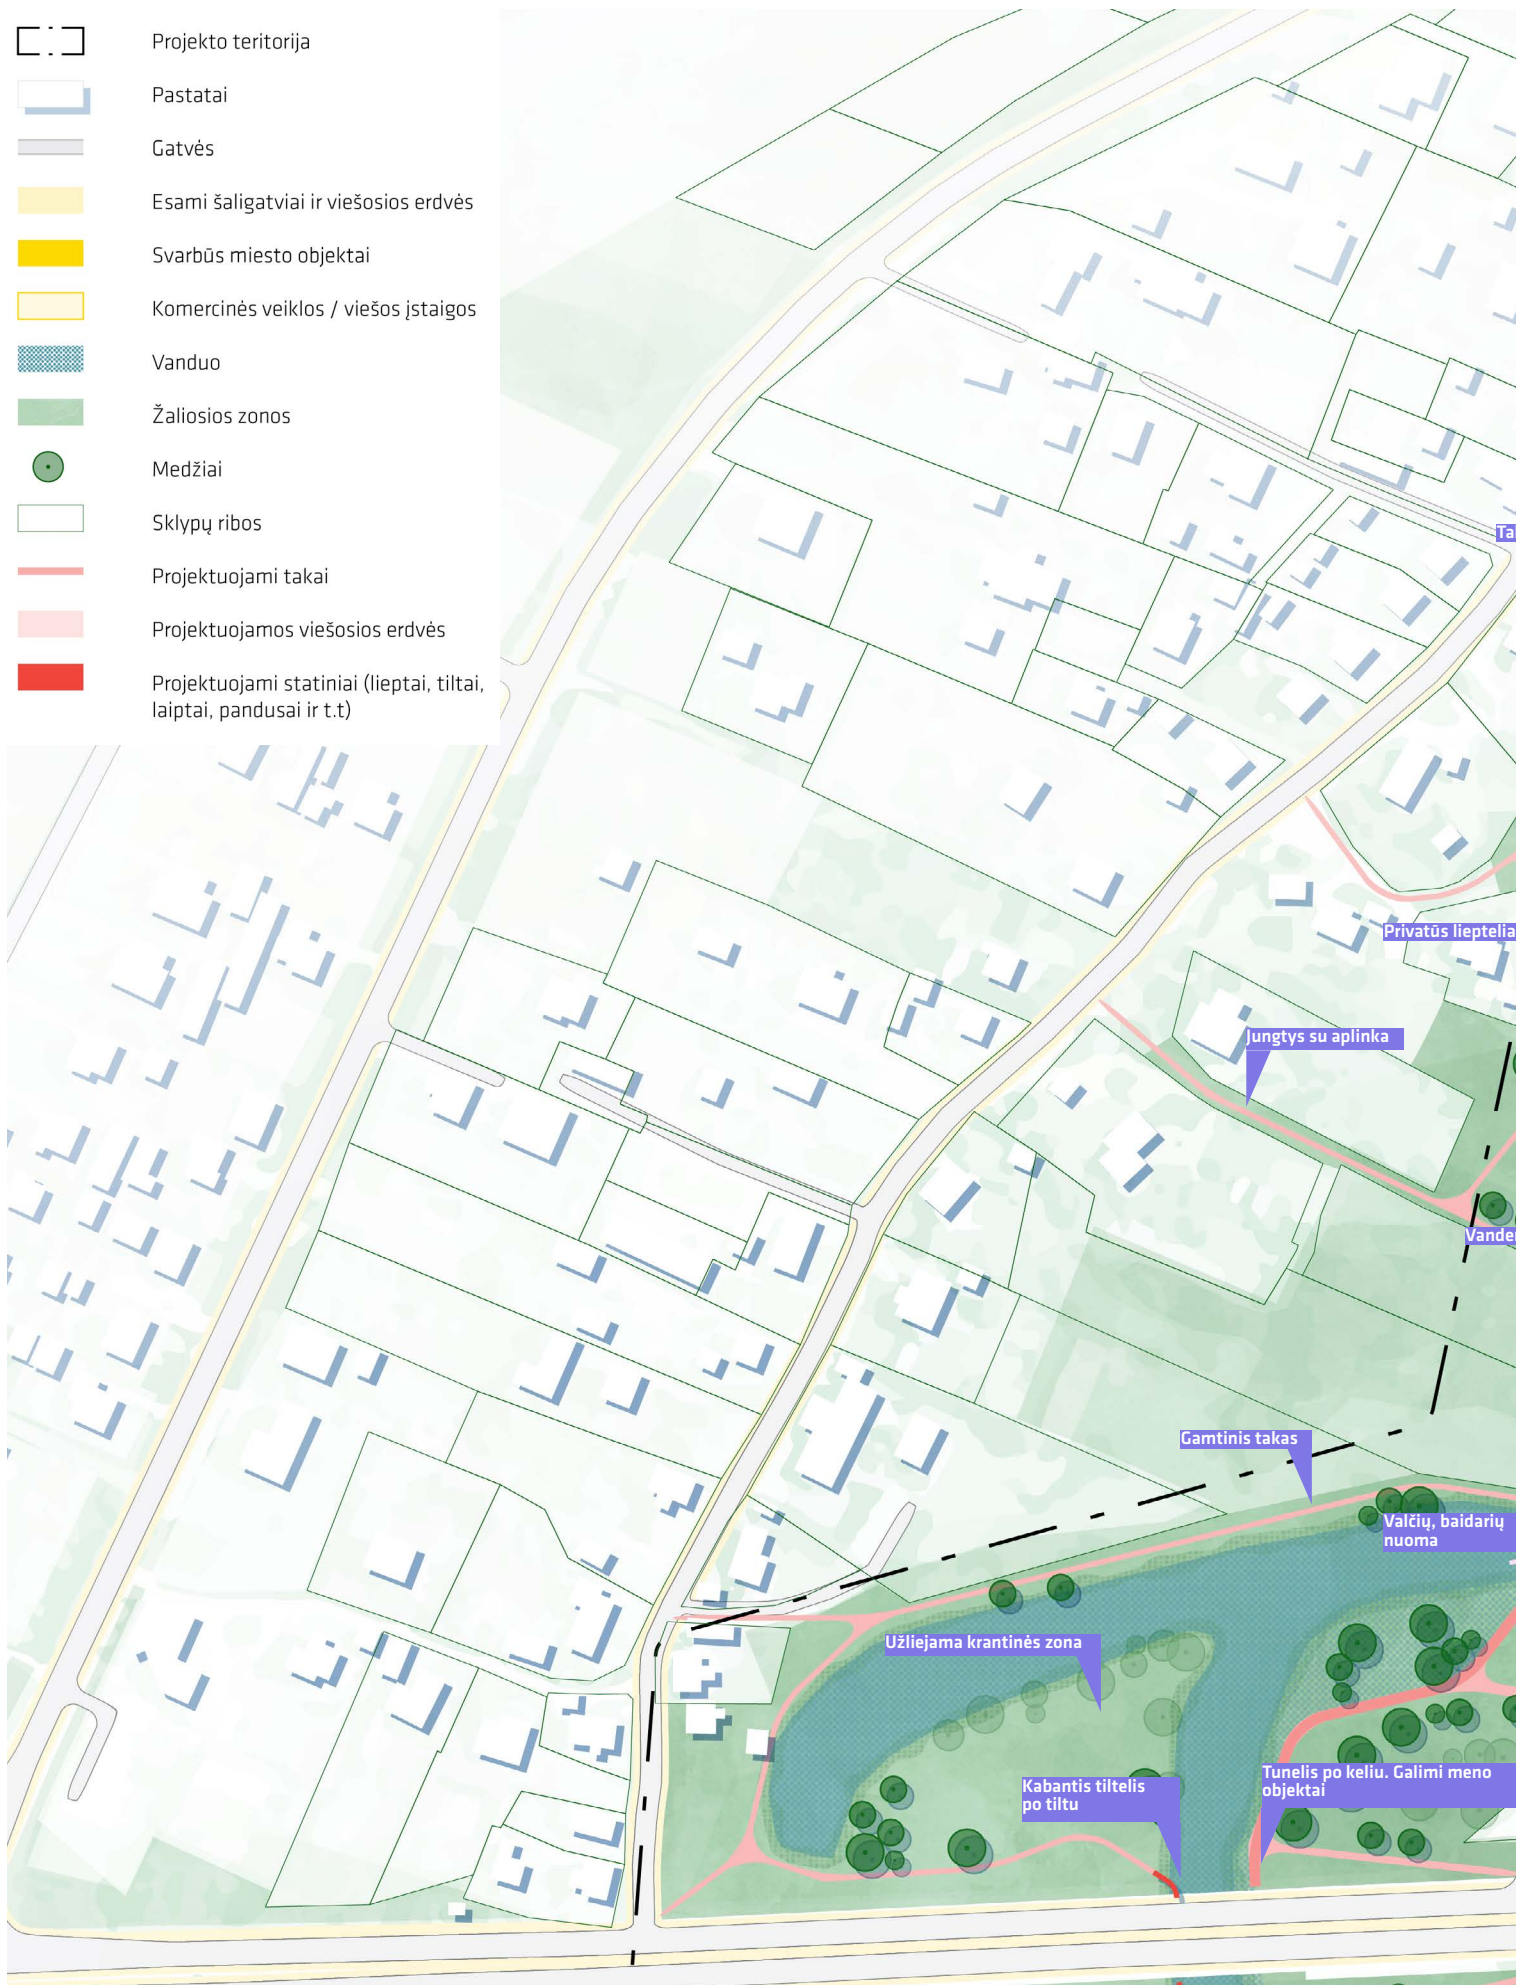 Projekto teritorija
Pastatai
Gatvės
Esami šaligatviai ir viešosios erdvės
Svarbūs miesto objektai
Komercinės veiklos / viešos įstaigos
Vanduo
Žaliosios zonos
Medžiai
Sklypų ribos
Projektuojami takai
Projektuojamos viešosios erdvės
Projektuojami statiniai (lieptai, tiltai,
laiptai, pandusai ir t.t)
Ta
Privatūs lieptelia
Jungtys su aplinka
Vander
Gamtinis takas
Valčių, baidarių
nuoma
Užliejama krantinės zona
Kabantis tiltelis
po tiltu
Tunelis po keliu. Galimi meno
objektai